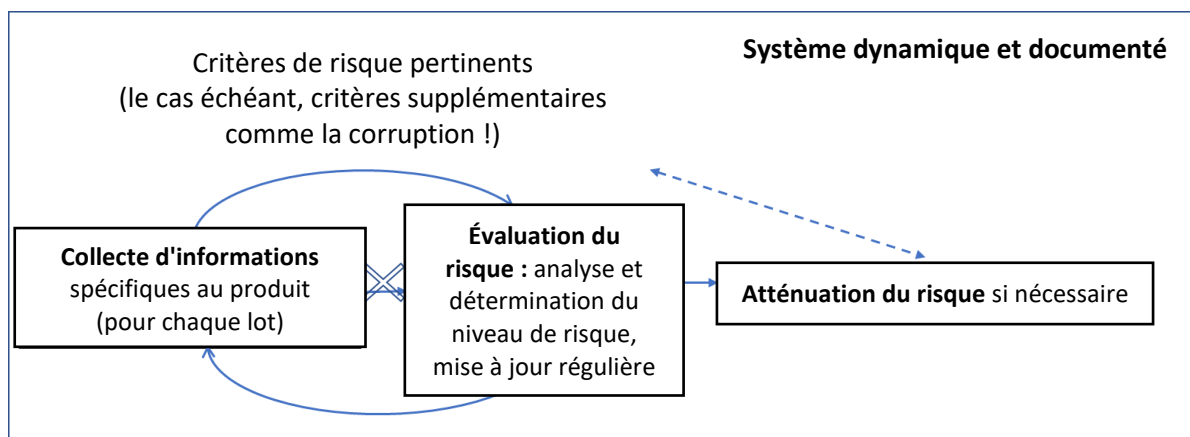 Système dynamique et documenté
Critères de risque pertinents
(le cas échéant, critères supplémentaires
comme la corruption !)
Collecte d'informations
spécifiques au produit
(pour chaque lot)
Évaluation du
risque : analyse et
détermination du
niveau de risque,
mise à jour régulière
Atténuation du risque si nécessaire